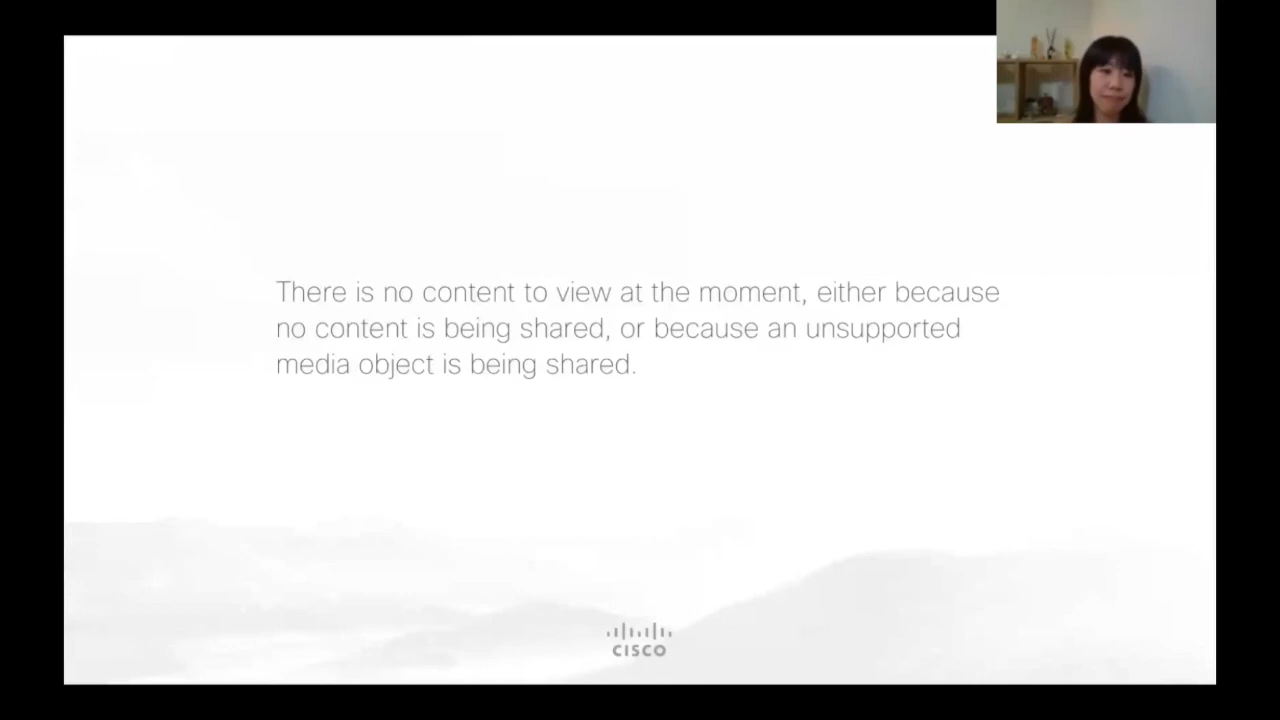 There is no content to view at the moment, either because
no content is being shared, or because an unsupported
media object is being shared.
CISCO